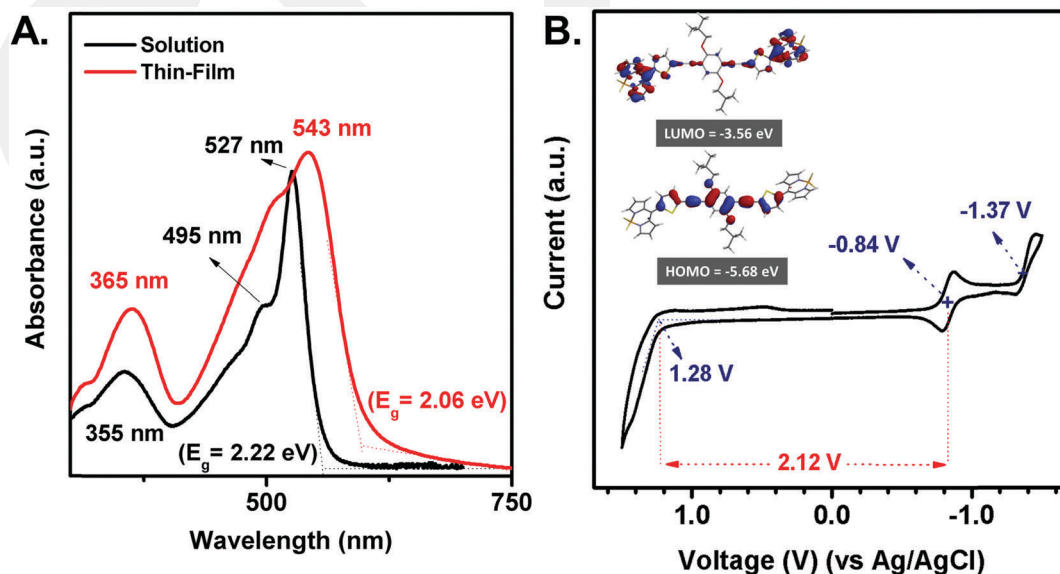 A.
Solution
Thin-Film
543 nm
527 nm
495 nm
365 nm
355 nm
(Eg= 2.06 eV)
(Eg= 2.22 eV)
500
750
Wavelength (nm)
Absorbance (a.u.)
B.
LUMO = -3.56 eV
HOMO = -5.68 eV
-1.37 V
-0.84 V
1.28 V
2.12 V
1.0
0.0
-1.0
Voltage (V) (vs Ag/AgCl)
Current (a.u.)